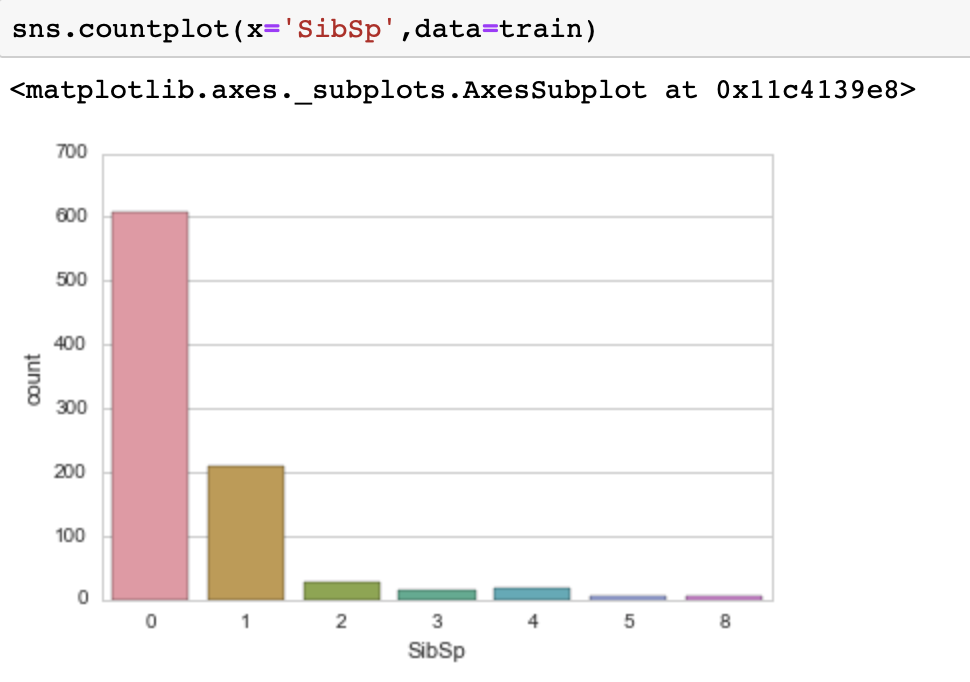 sns.countplot(x='SibSp',data=train)
<matplotlib.axes._subplots.AxesSubplot at 0x11c4139e8>
700
600
500
400
300
200
100
0
count
0 1 2 3 4 5 8
SibSp